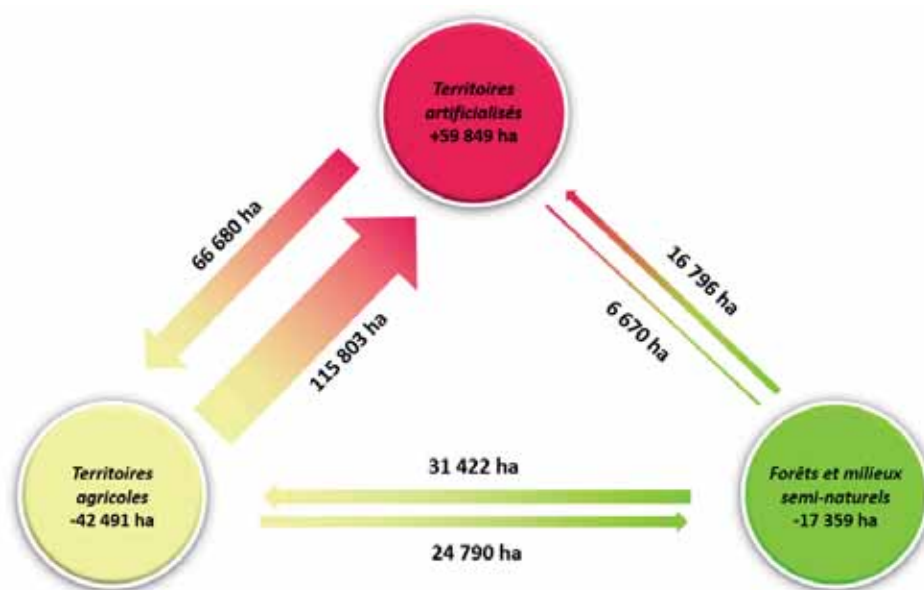 Territoires
artificialisés
+59 849 ha
66 680 ha
115 803 ha
16 796 ha
6 670 ha
Territoires
agricoles
-42 491 ha
31 422 ha
24 790 ha
Forêts et milieux
semi-naturels
-17 359 ha